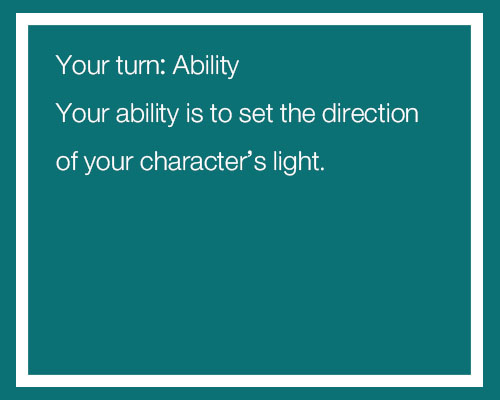 Your turn: Ability
Your ability is to set the direction
of your character’s light.